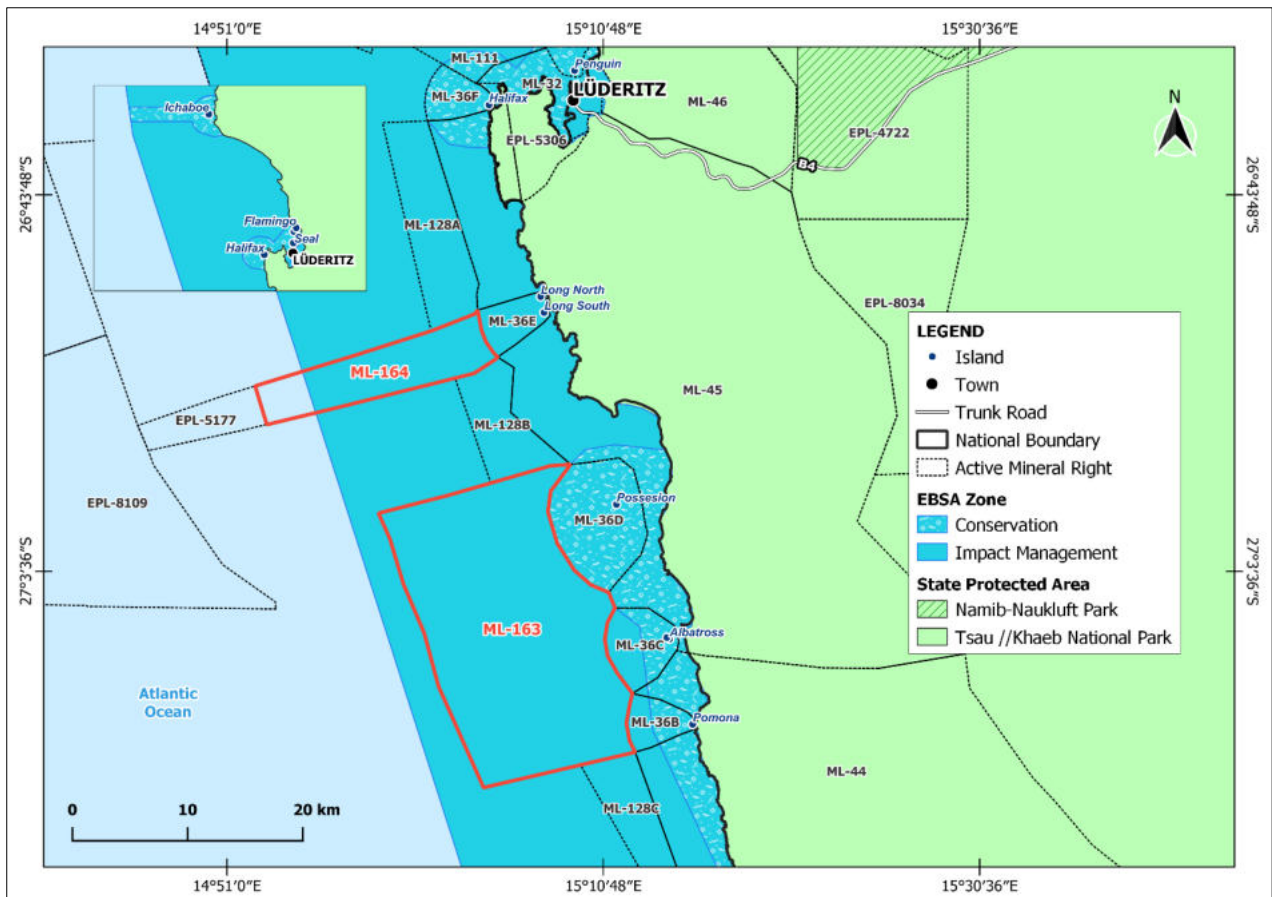 14°51′0″E
15°10′48″E
15°30′36″E
ML-111
Penguin
ML-32
LÜDERITZ
ML-46
ML-36F
Halifax
EPL-5306
EPL-4722
B4
N
Ichaboe
Flamingo
Seal
Halifax
LÜDERITZ
26°43′48″S
26°43′48″S
ML-128A
Long North
Long South
ML-36E
EPL-8034
ML-164
ML-45
EPL-5177
ML-128B
EPL-8109
Possesion
ML-36D
27°3′36″S
27°3′36″S
ML-163
Albatross
ML-36C
Atlantic
Ocean
ML-36B
Pomona
ML-44
ML-128C
LEGEND
Island
Town
Trunk Road
National Boundary
Active Mineral Right
EBSA Zone
Conservation
Impact Management
State Protected Area
Namib-Naukluft Park
Tsau //Khaeb National Park
0 10 20 km
14°51′0″E
15°10′48″E
15°30′36″E